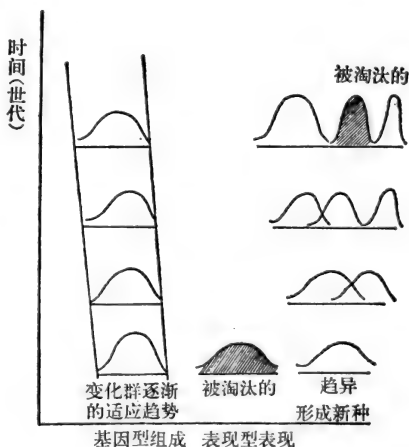 时间(世代)
被淘汰的
变化群逐渐
的适应趋势
被淘汰的
趋异
形成新种
基因型组成 表现型表现